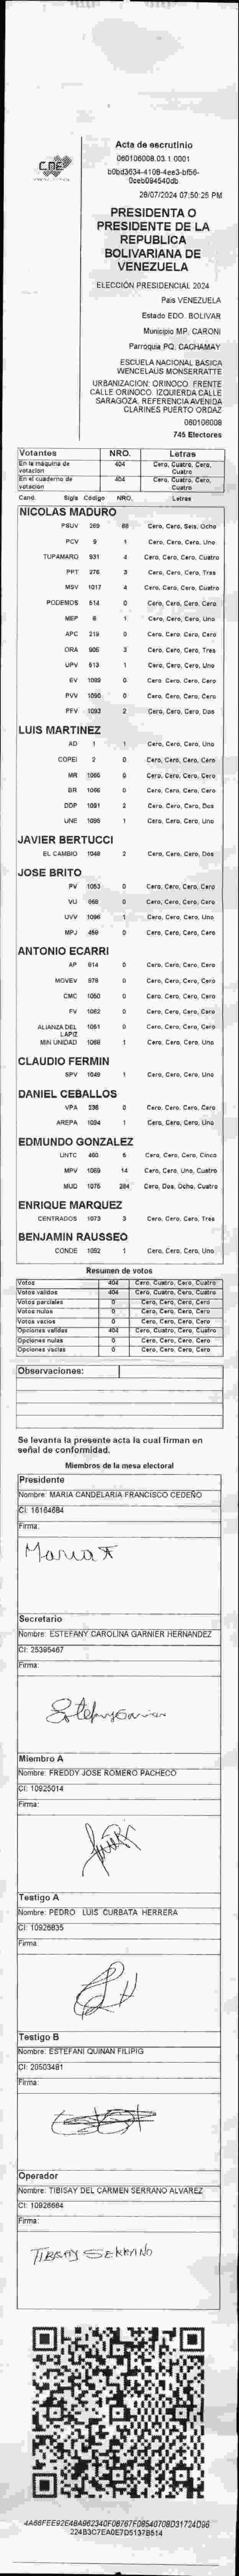 CNE
Acta de escrutinio
060106008.03.1.0001
b0bd3634-4108-4ee3-bf56-
0ceb094540db
28/07/2024 07:50:25 PM
PRESIDENTA O
PRESIDENTE DE LA
REPUBLICA
BOLIVARIANA DE
VENEZUELA
ELECCIÓN PRESIDENCIAL 2024
Pais VENEZUELA
Estado EDO. BOLIVAR
Municipio MP. CARONI
Parroquia PQ. CACHAMAY
ESCUELA NACIONAL BÁSICA
WENCELAUS MONSERRATTE
URBANIZACION: ORINOCO. FRENTE
CALLE ORINOCO. IZQUIERDA CALLE
SARAGOZA. REFERENCIA AVENIDA
CLARINES PUERTO ORDAZ
060106008
745 Electores
Votantes NRO. Letras
En la máquina de votación 404 Cero, Cuatro, Cero, Cuatro
En el cuaderno de votación 404 Cero, Cuatro, Cero, Cuatro
Cand. Sigla Código NRO. Letras
NICOLAS MADURO
PSUV 269 68 Cero, Cero, Seis, Ocho
PCV 9 1 Cero, Cero, Cero, Uno
TUPAMARO 931 4 Cero, Cero, Cero, Cuatro
PPT 276 3 Cero, Cero, Cero, Tres
MSV 1017 4 Cero, Cero, Cero, Cuatro
PODEMOS 514 0 Cero, Cero, Cero, Cero
MEP 6 1 Cero, Cero, Cero, Uno
APC 219 0 Cero, Cero, Cero, Cero
ORA 905 3 Cero, Cero, Cero, Tres
UPV 513 1 Cero, Cero, Cero, Uno
EV 1089 0 Cero, Cero, Cero, Cero
PVV 1090 0 Cero, Cero, Cero, Cero
PFV 1093 2 Cero, Cero, Cero, Dos
LUIS MARTINEZ
AD 1 1 Cero, Cero, Cero, Uno
COPEI 2 0 Cero, Cero, Cero, Cero
MR 1065 0 Cero, Cero, Cero, Cero
BR 1066 0 Cero, Cero, Cero, Cero
DDP 1091 2 Cero, Cero, Cero, Dos
UNE 1095 1 Cero, Cero, Cero, Uno
JAVIER BERTUCCI
EL CAMBIO 1048 2 Cero, Cero, Cero, Dos
JOSE BRITO
PV 1053 0 Cero, Cero, Cero, Cero
VU 968 0 Cero, Cero, Cero, Cero
UVV 1096 1 Cero, Cero, Cero, Uno
MPJ 459 0 Cero, Cero, Cero, Cero
ANTONIO ECARRI
AP 914 0 Cero, Cero, Cero, Cero
MOVEV 978 0 Cero, Cero, Cero, Cero
CMC 1050 0 Cero, Cero, Cero, Cero
FV 1062 0 Cero, Cero, Cero, Cero
ALIANZA DEL LAPIZ 1051 0 Cero, Cero, Cero, Cero
MIN UNIDAD 1068 1 Cero, Cero, Cero, Uno
CLAUDIO FERMIN
SPV 1049 1 Cero, Cero, Cero, Uno
DANIEL CEBALLOS
VPA 238 0 Cero, Cero, Cero, Cero
AREPA 1094 1 Cero, Cero, Cero, Uno
EDMUNDO GONZALEZ
UNTC 460 5 Cero, Cero, Cero, Cinco
MPV 1069 14 Cero, Cero, Uno, Cuatro
MUD 1075 284 Cero, Dos, Ocho, Cuatro
ENRIQUE MARQUEZ
CENTRADOS 1073 3 Cero, Cero, Cero, Tres
BENJAMIN RAUSSEO
CONDE 1092 1 Cero, Cero, Cero, Uno
Resumen de votos
Votos 404 Cero, Cuatro, Cero, Cuatro
Votos validos 404 Cero, Cuatro, Cero, Cuatro
Votos parciales 0 Cero, Cero, Cero, Cero
Votos nulos 0 Cero, Cero, Cero, Cero
Votos vacios 0 Cero, Cero, Cero, Cero
Opciones validas 404 Cero, Cuatro, Cero, Cuatro
Opciones nulas 0 Cero, Cero, Cero, Cero
Opciones vacias 0 Cero, Cero, Cero, Cero
Observaciones:
Se levanta la presente acta la cual firman en
señal de conformidad.
Miembros de la mesa electoral
Presidente
Nombre: MARIA CANDELARIA FRANCISCO CEDEÑO
CI: 16164684
Firma:
Maria F
Secretario
Nombre: ESTEFANY CAROLINA GARNIER HERNANDEZ
CI: 25395467
Firma:
Estefany Garnier
Miembro A
Nombre: FREDDY JOSE ROMERO PACHECO
CI: 10925014
Firma:
Testigo A
Nombre: PEDRO LUIS CURBATA HERRERA
CI: 10926835
Firma:
Testigo B
Nombre: ESTEFANI QUINAN FILIPIG
CI: 20503481
Firma:
Operador
Nombre: TIBISAY DEL CARMEN SERRANO ALVAREZ
CI: 10926664
Firma:
TIBISAY SERRANO
4A66FEE92E48A962340F08767F08540708D31724D96
224B3C7EA0E7D5137B514